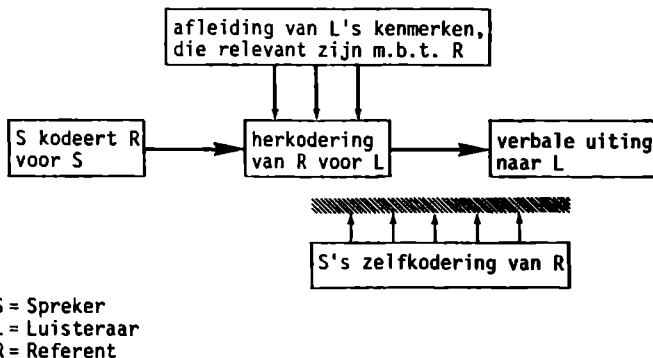 afleiding van L's kenmerken,
die relevant zijn m.b.t. R
S kodeert R
voor S
herkodering
van R voor L
verbale uiting
naar L
S's zelfkodering van R
S = Spreker
L = Luisteraar
R = Referent